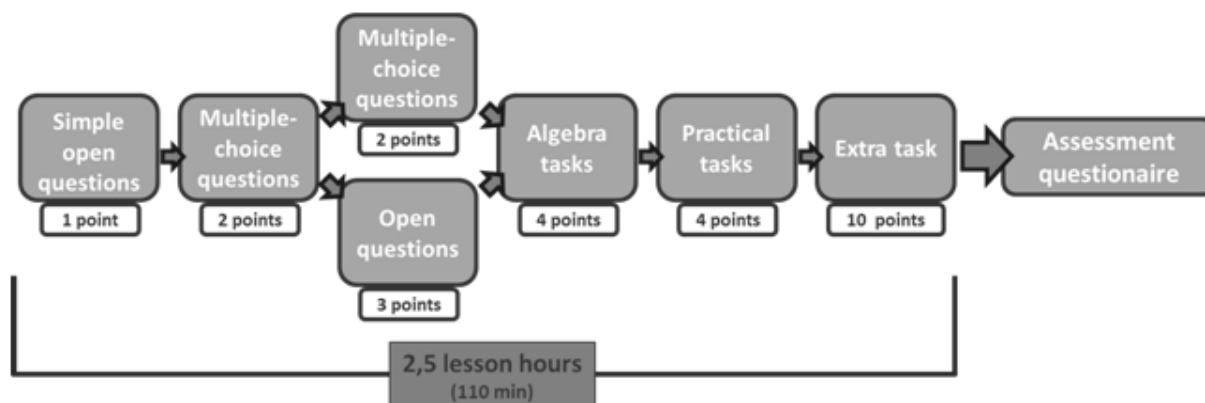 Simple
open
questions
1 point
Multiple-
choice
questions
2 points
Multiple-
choice
questions
2 points
Open
questions
3 points
Algebra
tasks
4 points
Practical
tasks
4 points
Extra task
10 points
Assessment
questionaire
2,5 lesson hours
(110 min)